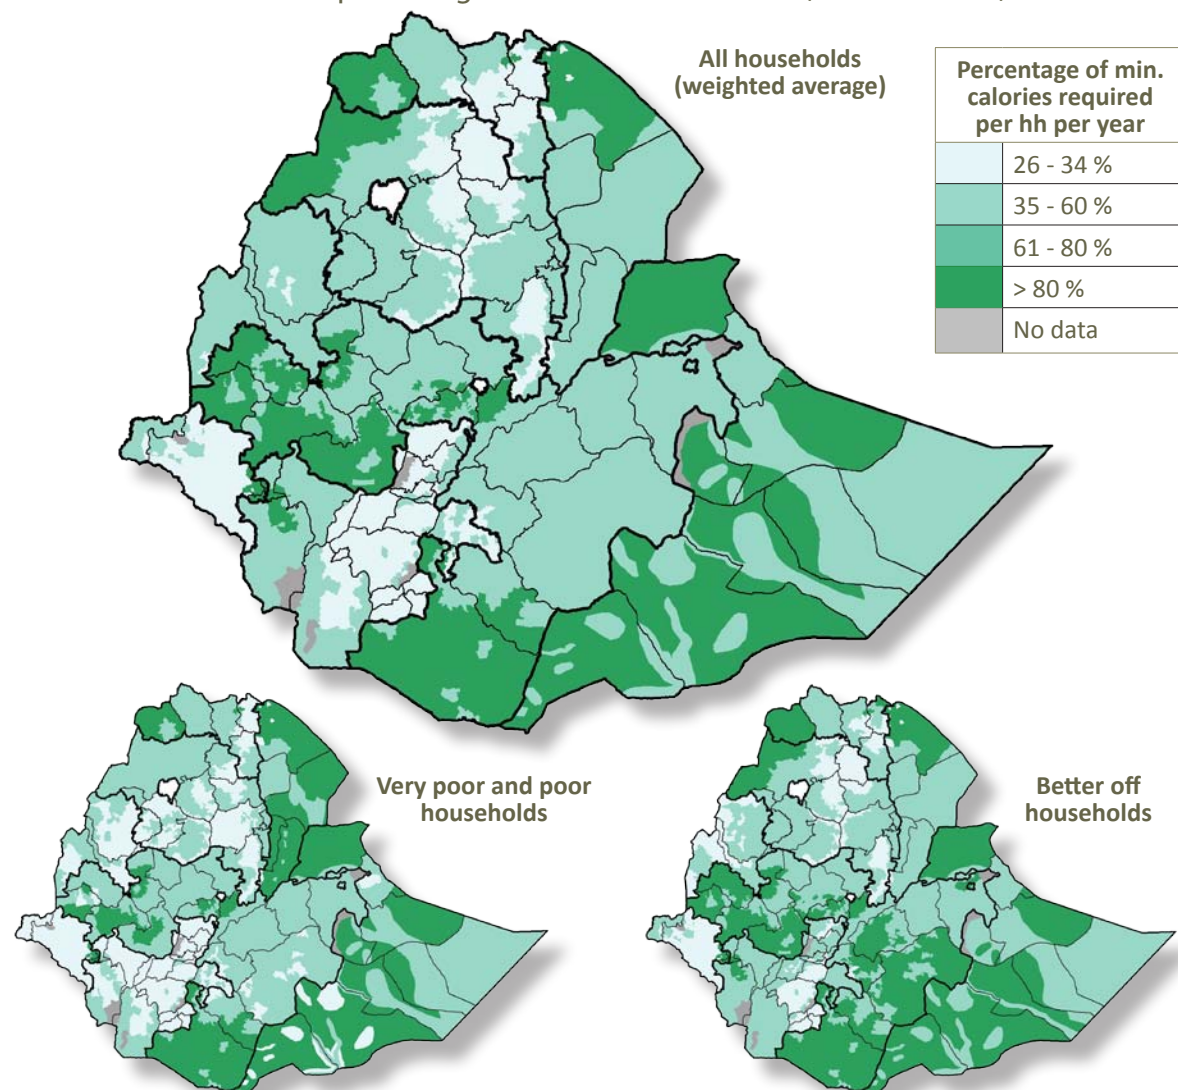 All households
(weighted average)
Percentage of min.
calories required
per hh per year
26 - 34 %
35 - 60 %
61 - 80 %
> 80 %
No data
Very poor and poor
households
Better off
households